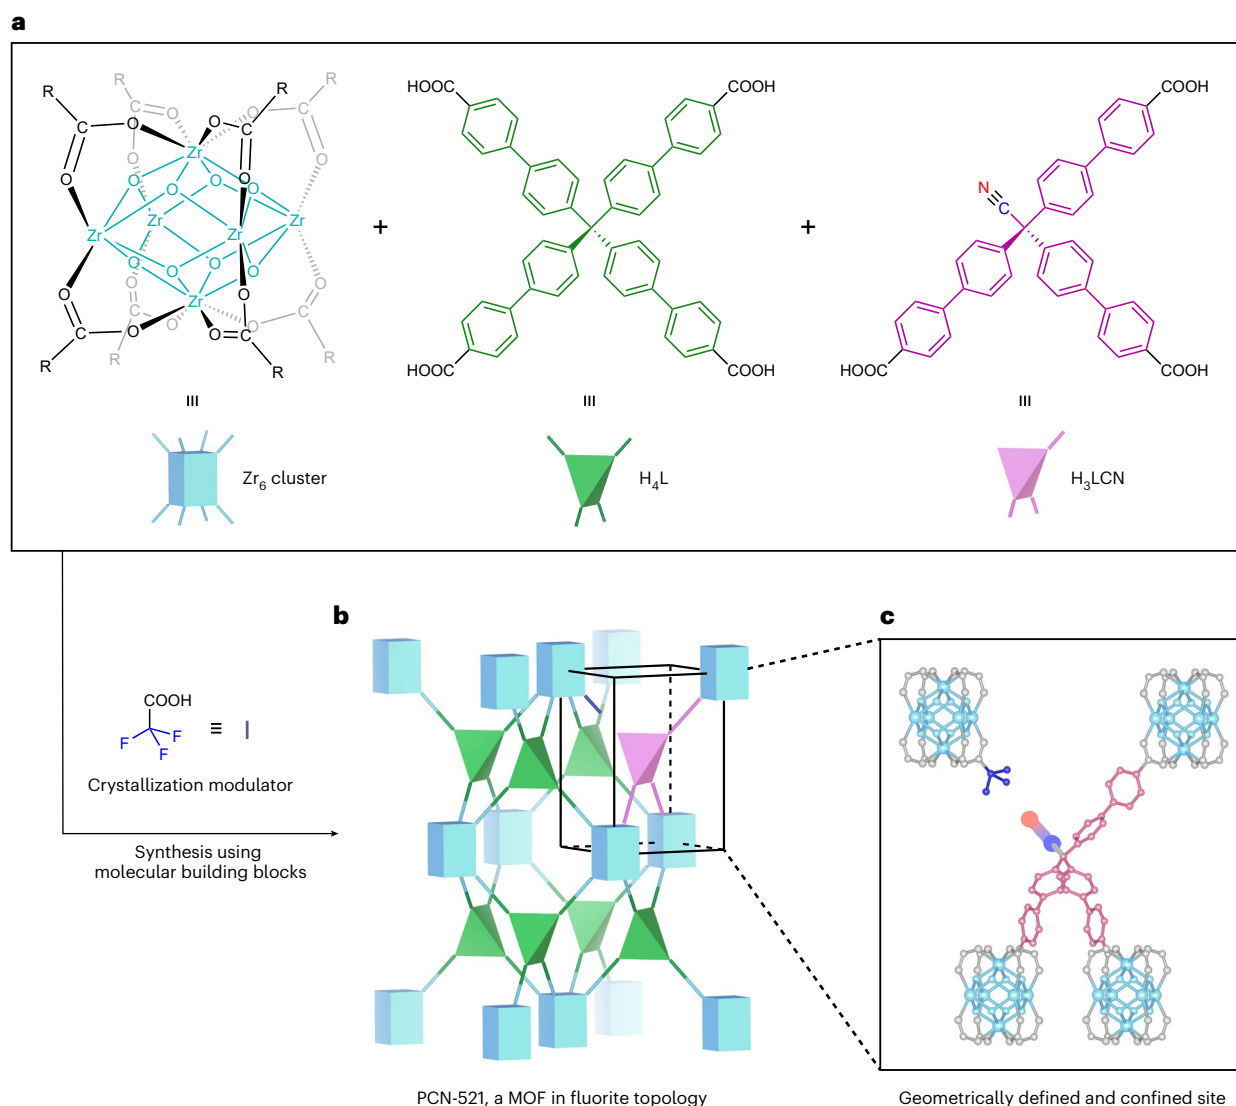 a
R
R
R
R
C
O
O
C
C
O
O
O
O
C
O
O
Zr
O
O
O
O
O
O
Zr
Zr
Zr
Zr
O
O
O
O
O
O
O
O
Zr
O
C
O
O
O
C
C
O
C
R
R
R
R
+
HOOC
COOH
HOOC
COOH
+
COOH
N
C
HOOC
COOH
≡
≡
≡
Zr6 cluster
H4L
H3LCN
COOH
F
F
F
≡
Crystallization modulator
Synthesis using
molecular building blocks
b
PCN-521, a MOF in fluorite topology
c
Geometrically defined and confined site